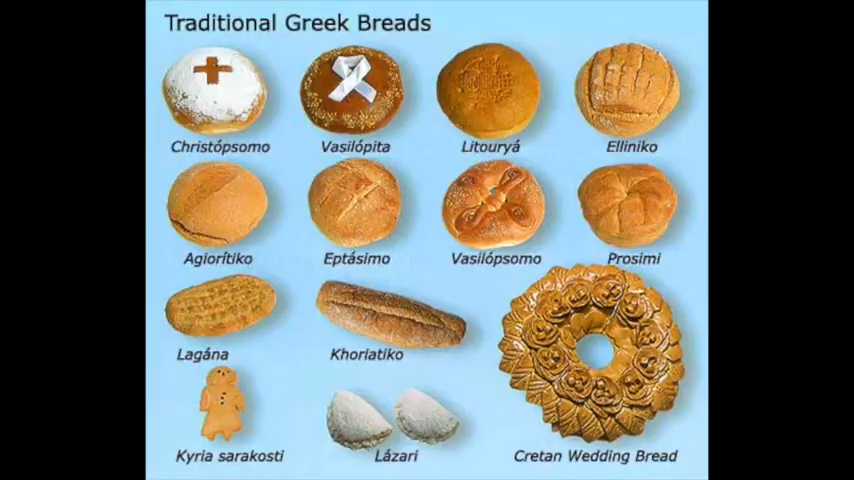 Traditional Greek Breads
Christópsomo
Vasilópita
Litouryá
Elliniko
Agiorítiko
Eptásimo
Vasilópsomo
Prosimi
Lagána
Khoriatiko
Kyria sarakosti
Lázari
Cretan Wedding Bread